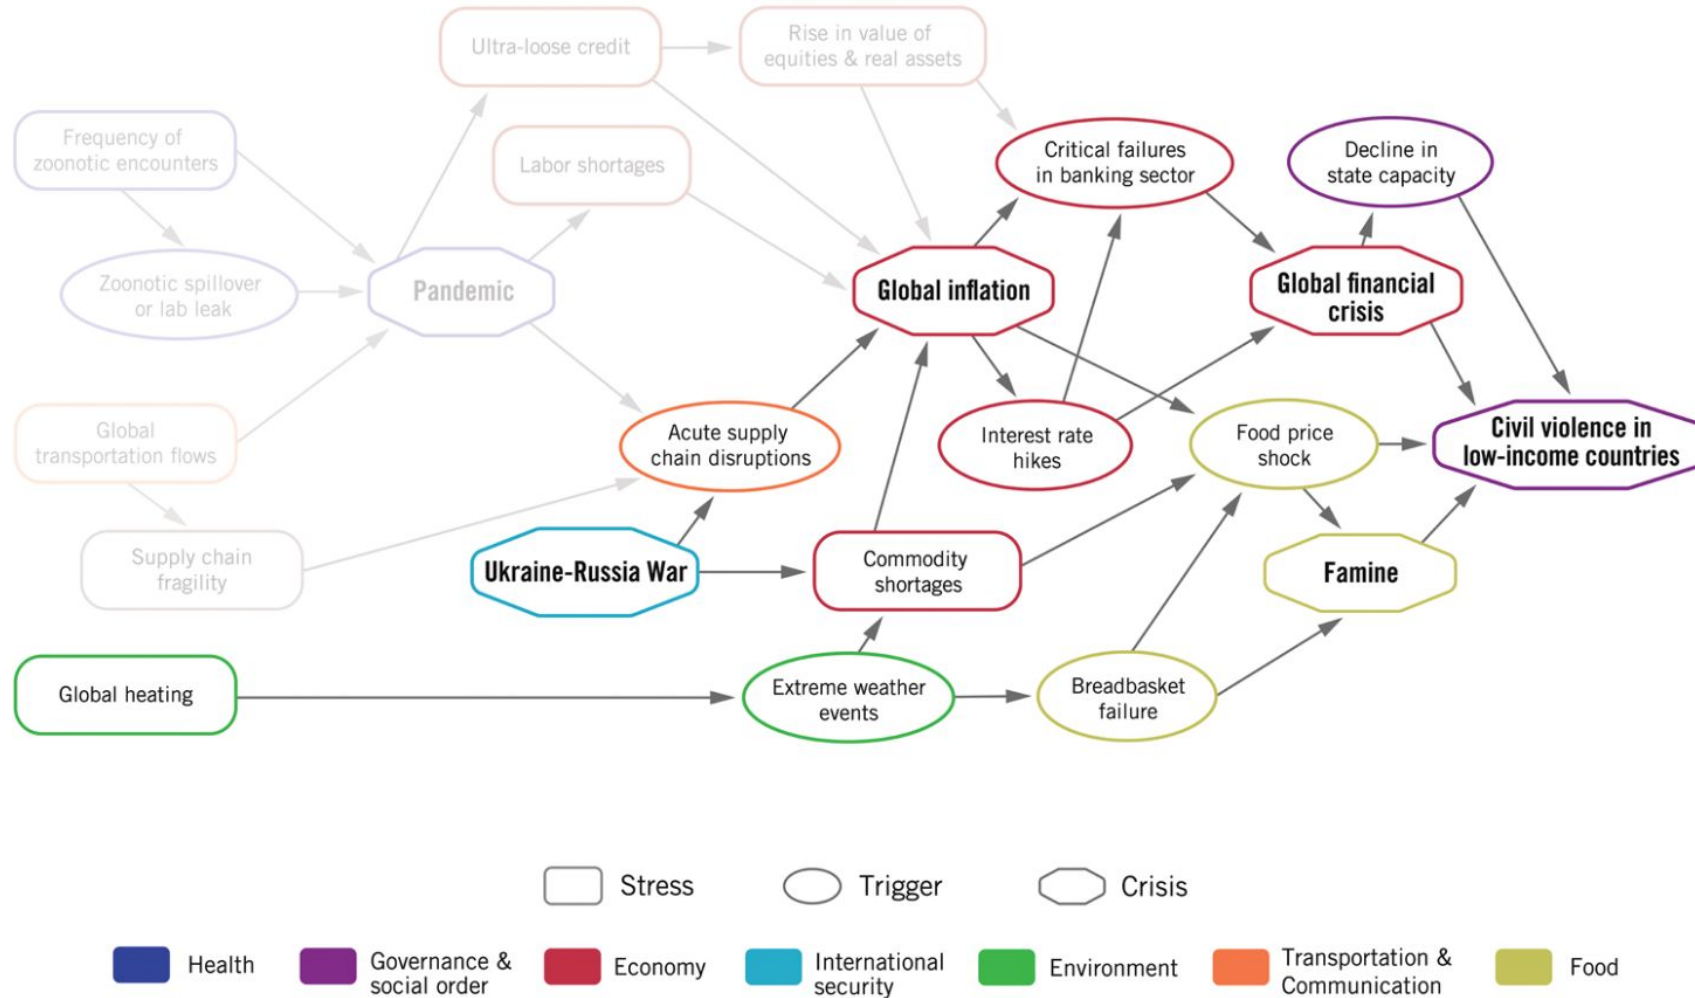 Ultra-loose credit
Rise in value of
equities & real assets
Frequency of
zoonotic encounters
Labor shortages
Critical failures
in banking sector
Decline in
state capacity
Zoonotic spillover
or lab leak
Pandemic
Global inflation
Global financial
crisis
Global
transportation flows
Acute supply
chain disruptions
Interest rate
hikes
Food price
shock
Civil violence in
low-income countries
Supply chain
fragility
Ukraine-Russia War
Commodity
shortages
Famine
Global heating
Extreme weather
events
Breadbasket
failure
Stress
Trigger
Crisis
Health
Governance &
social order
Economy
International
security
Environment
Transportation &
Communication
Food